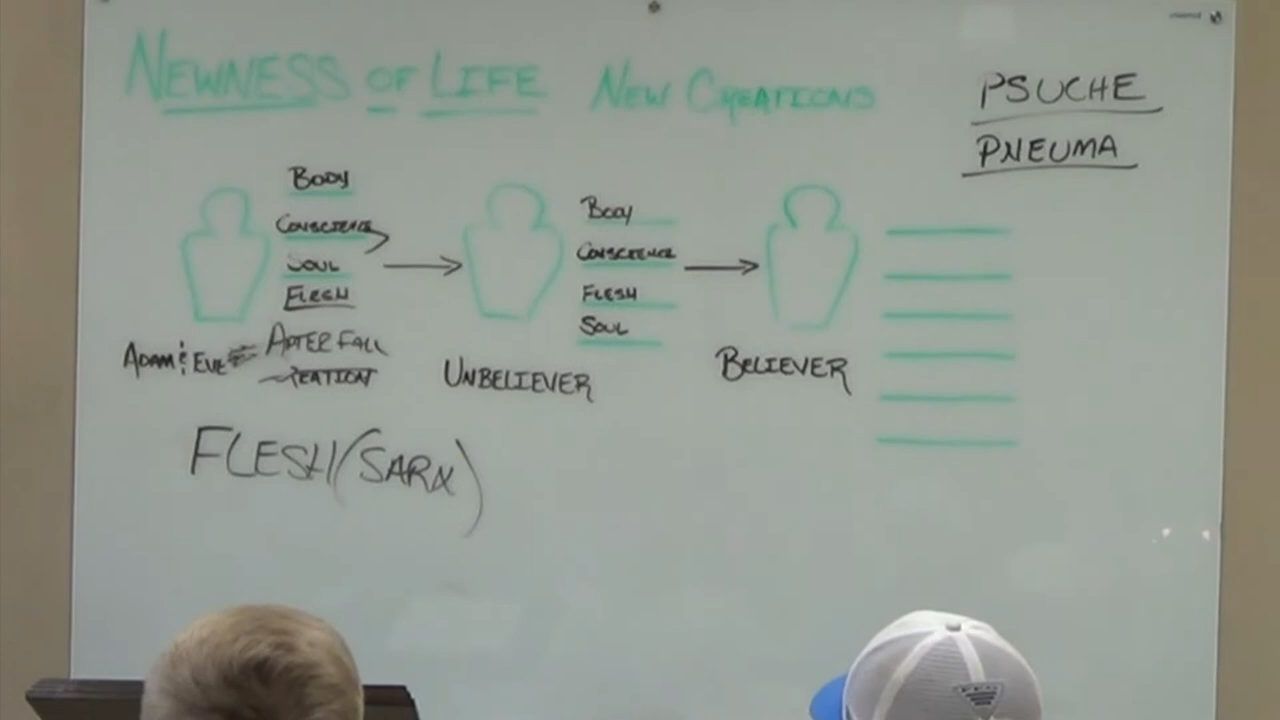 NEWNESS OF LIFE NEW CREATIONS
PSUCHE
PNEUMA
BODY
CONSCIENCE
SOUL
FLESH
ADAM & EVE
AFTER FALL
BODY
CONSCIENCE
FLESH
SOUL
UNBELIEVER
BELIEVER
FLESH (SARX)